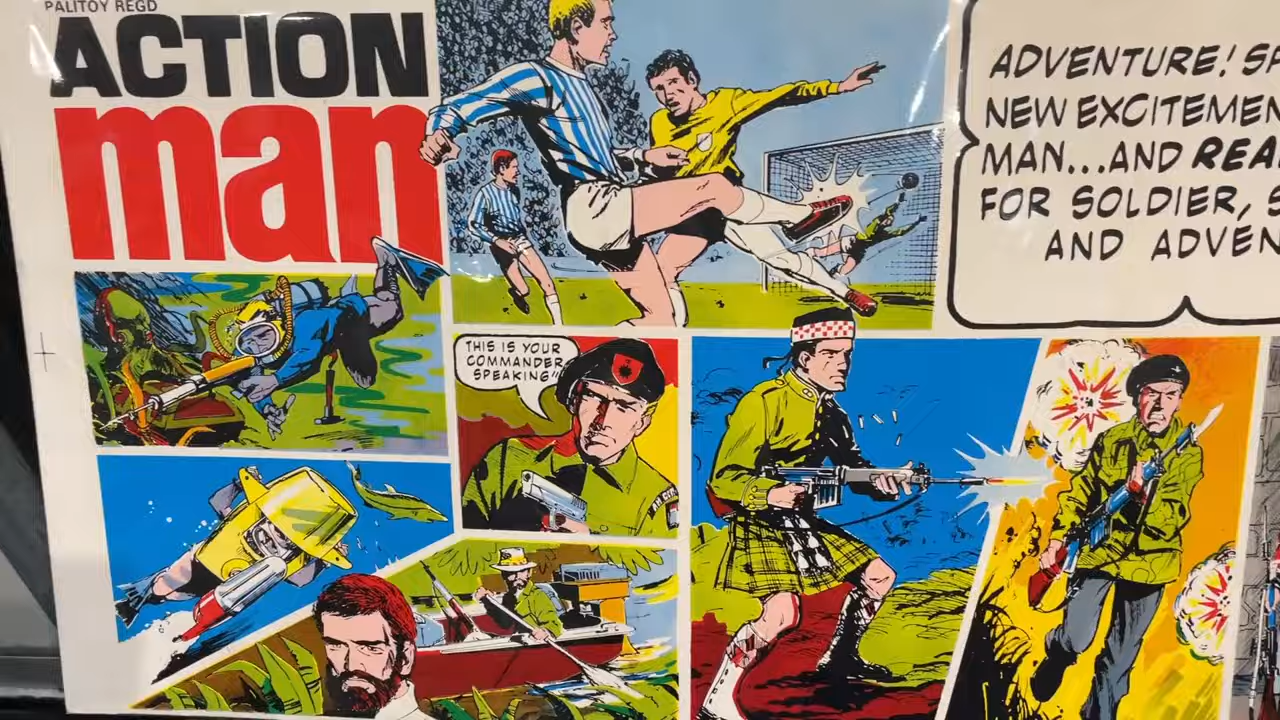 PALITOY REGD
ACTION
man
ADVENTURE! SP
NEW EXCITEMEN
MAN...AND REA
FOR SOLDIER, S
AND ADVEN
THIS IS YOUR
COMMANDER
SPEAKING"